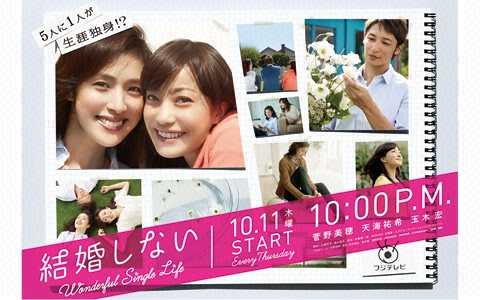 5人に1人が
生涯独身!?
結婚しない
Wonderful Single Life
10.11 木曜
START
Every Thursday
10:00P.M.
菅野美穂 天海祐希 玉木 宏
フジテレビ